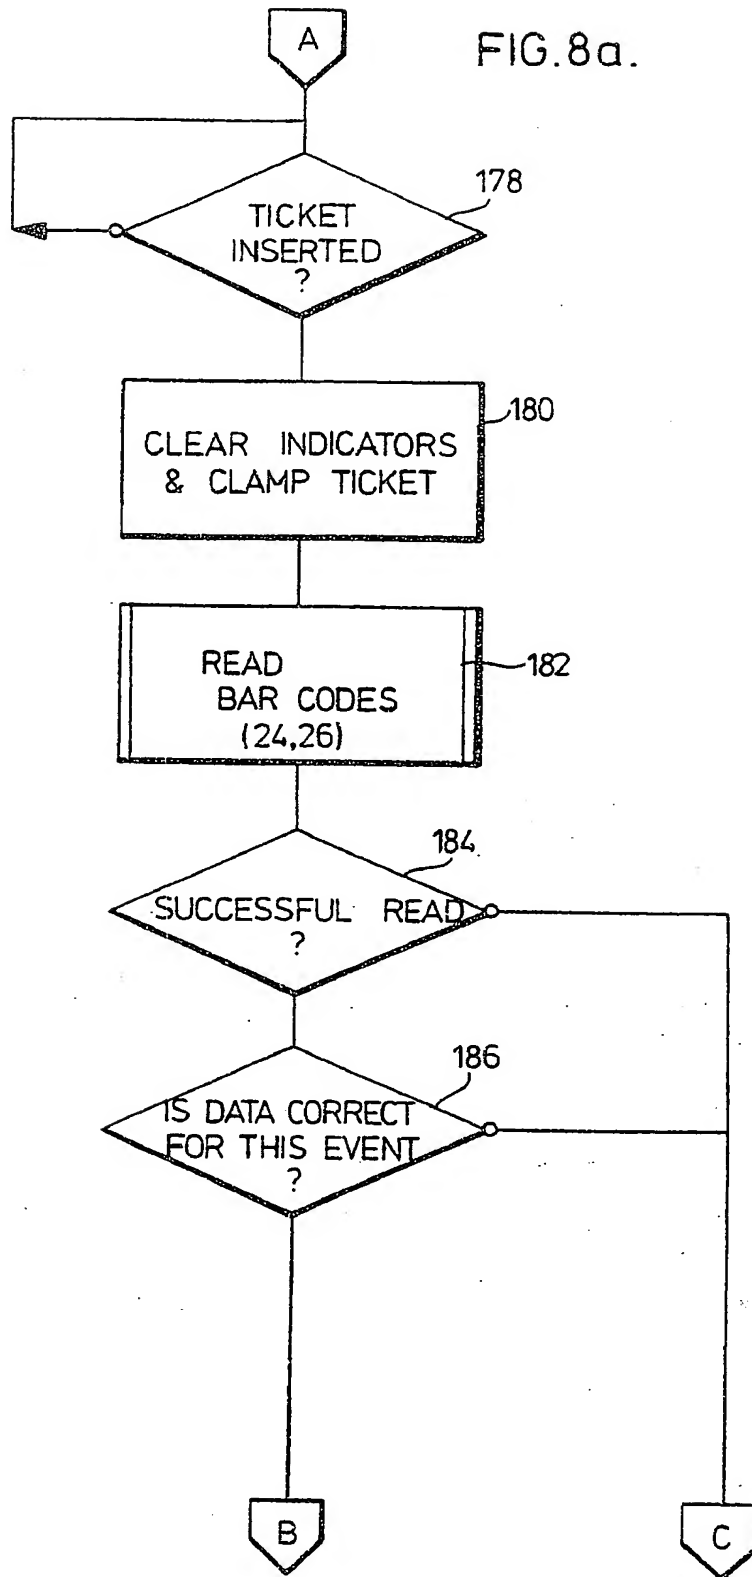 A
FIG.8a.
178
TICKET
INSERTED
?
180
CLEAR INDICATORS
& CLAMP TICKET
READ
BAR CODES
(24,26)
182
184
SUCCESSFUL READ
?
186
IS DATA CORRECT
FOR THIS EVENT
?
B
C